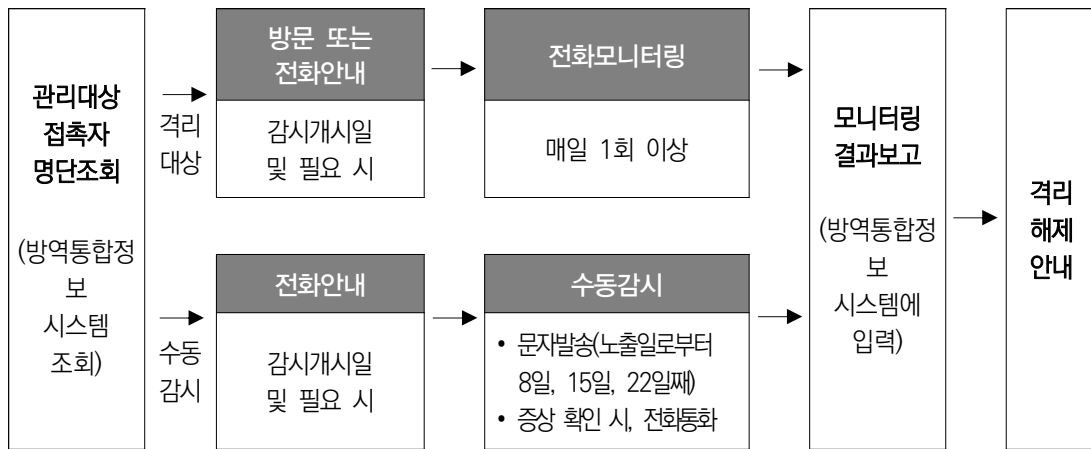 관리대상
접촉자
명단조회
(방역통합정
보
시스템
조회)
격리
대상
방문 또는
전화안내
감시개시일
및 필요 시
전화모니터링
매일 1회 이상
수동
감시
전화안내
감시개시일
및 필요 시
수동감시
• 문자발송(노출일로부터
8일, 15일, 22일째)
• 증상 확인 시, 전화통화
모니터링
결과보고
(방역통합정
보
시스템에
입력)
격리
해제
안내